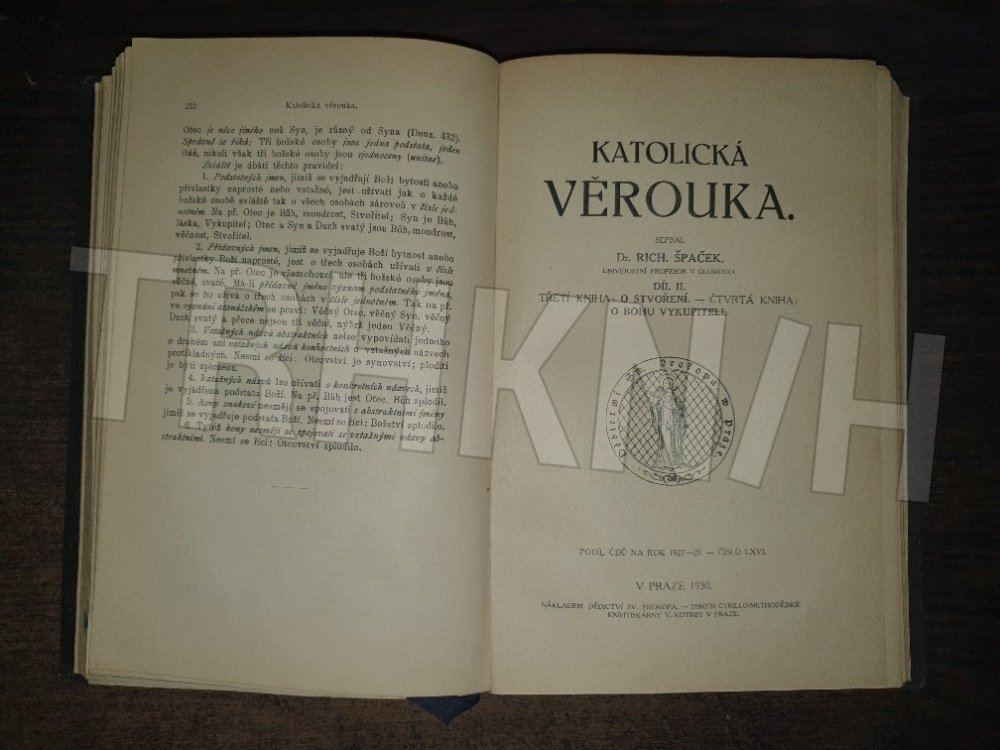 212 Katolická věrouka.
Otec je něco jiného než Syn, je různý od Syna (Denz. 432).
Správně se říká: Tři božské osoby jsou jedna podstata, jeden
Bůh, nikoli však tři božské osoby jsou sjednoceny (unitae).
Zvláště je dbáti těchto pravidel:
1. Podstatných jmen, jimiž se vyjadřují Boží bytosti anebo
přívlastky naprosté nebo vztažné, jest užívati jak o každé
božské osobě zvláště tak o všech osobách zároveň v čísle jed-
notném. Na př. Otec je Bůh, moudrost, Stvořitel; Syn je Bůh,
láska, Vykupitel; Otec a Syn a Duch svatý jsou Bůh, moudrost,
věčnost, Stvořitel.
2. Přídavných jmen, jimiž se vyjadřuje Boží bytost anebo
přívlastky Boží naprosté, jest o třech osobách užívati v čísle
množném. Na př. Otec je všemohoucí, ale tři božské osoby jsou
věčné, svaté. Má-li přídavné jméno význam podstatného jména,
pak se ho užívá o třech osobách v čísle jednotném. Tak na př.
ve vyznání atanášském se praví: Věčný Otec, věčný Syn, věčný
Duch svatý a přece nejsou tři věční, nýbrž jeden Věčný.
3. Vztažných názvů abstraktních nelze vypovídati jednoho
o druhém ani vztažných názvů konkretních o vztažných názvech
protikladných. Nesmí se říci: Otcovství je synovství; ploditi
je býti zplozenu.
4. Vztažných názvů lze užívati o konkretních názvech, jimiž
je vyjádřena podstata Boží. Na př. Bůh jest Otec, Bůh zplodil.
5. Kony znakové nesmějí se spojovati s abstraktními jmény
jimiž se vyjadřuje podstata Boží. Nesmí se říci: Božství zplodilo.
6. Tytéž kony nesmějí se spojovati se vztažnými názvy ab-
straktními. Nesmí se říci: Otcovství zplodilo.
KATOLICKÁ
VĚROUKA.
SEPSAL
Dr. RICH. ŠPAČEK,
UNIVERSITNÍ PROFESOR V OLOMOUCI.
DÍL II.
TŘETÍ KNIHA: O STVOŘENÍ. — ČTVRTÁ KNIHA:
O BOHU VYKUPITELI.
Dědictví Sv. Prokopa w Praze.
PODÍL ČDŮ NA ROK 1927—29. — ČÍSLO LXVI.
V PRAZE 1930.
NÁKLADEM DĚDICTVÍ SV. PROKOPA. — TISKEM CYRILLO-METHODĚJSKÉ
KNIHTISKÁRNY V. KOTRBY V PRAZE.